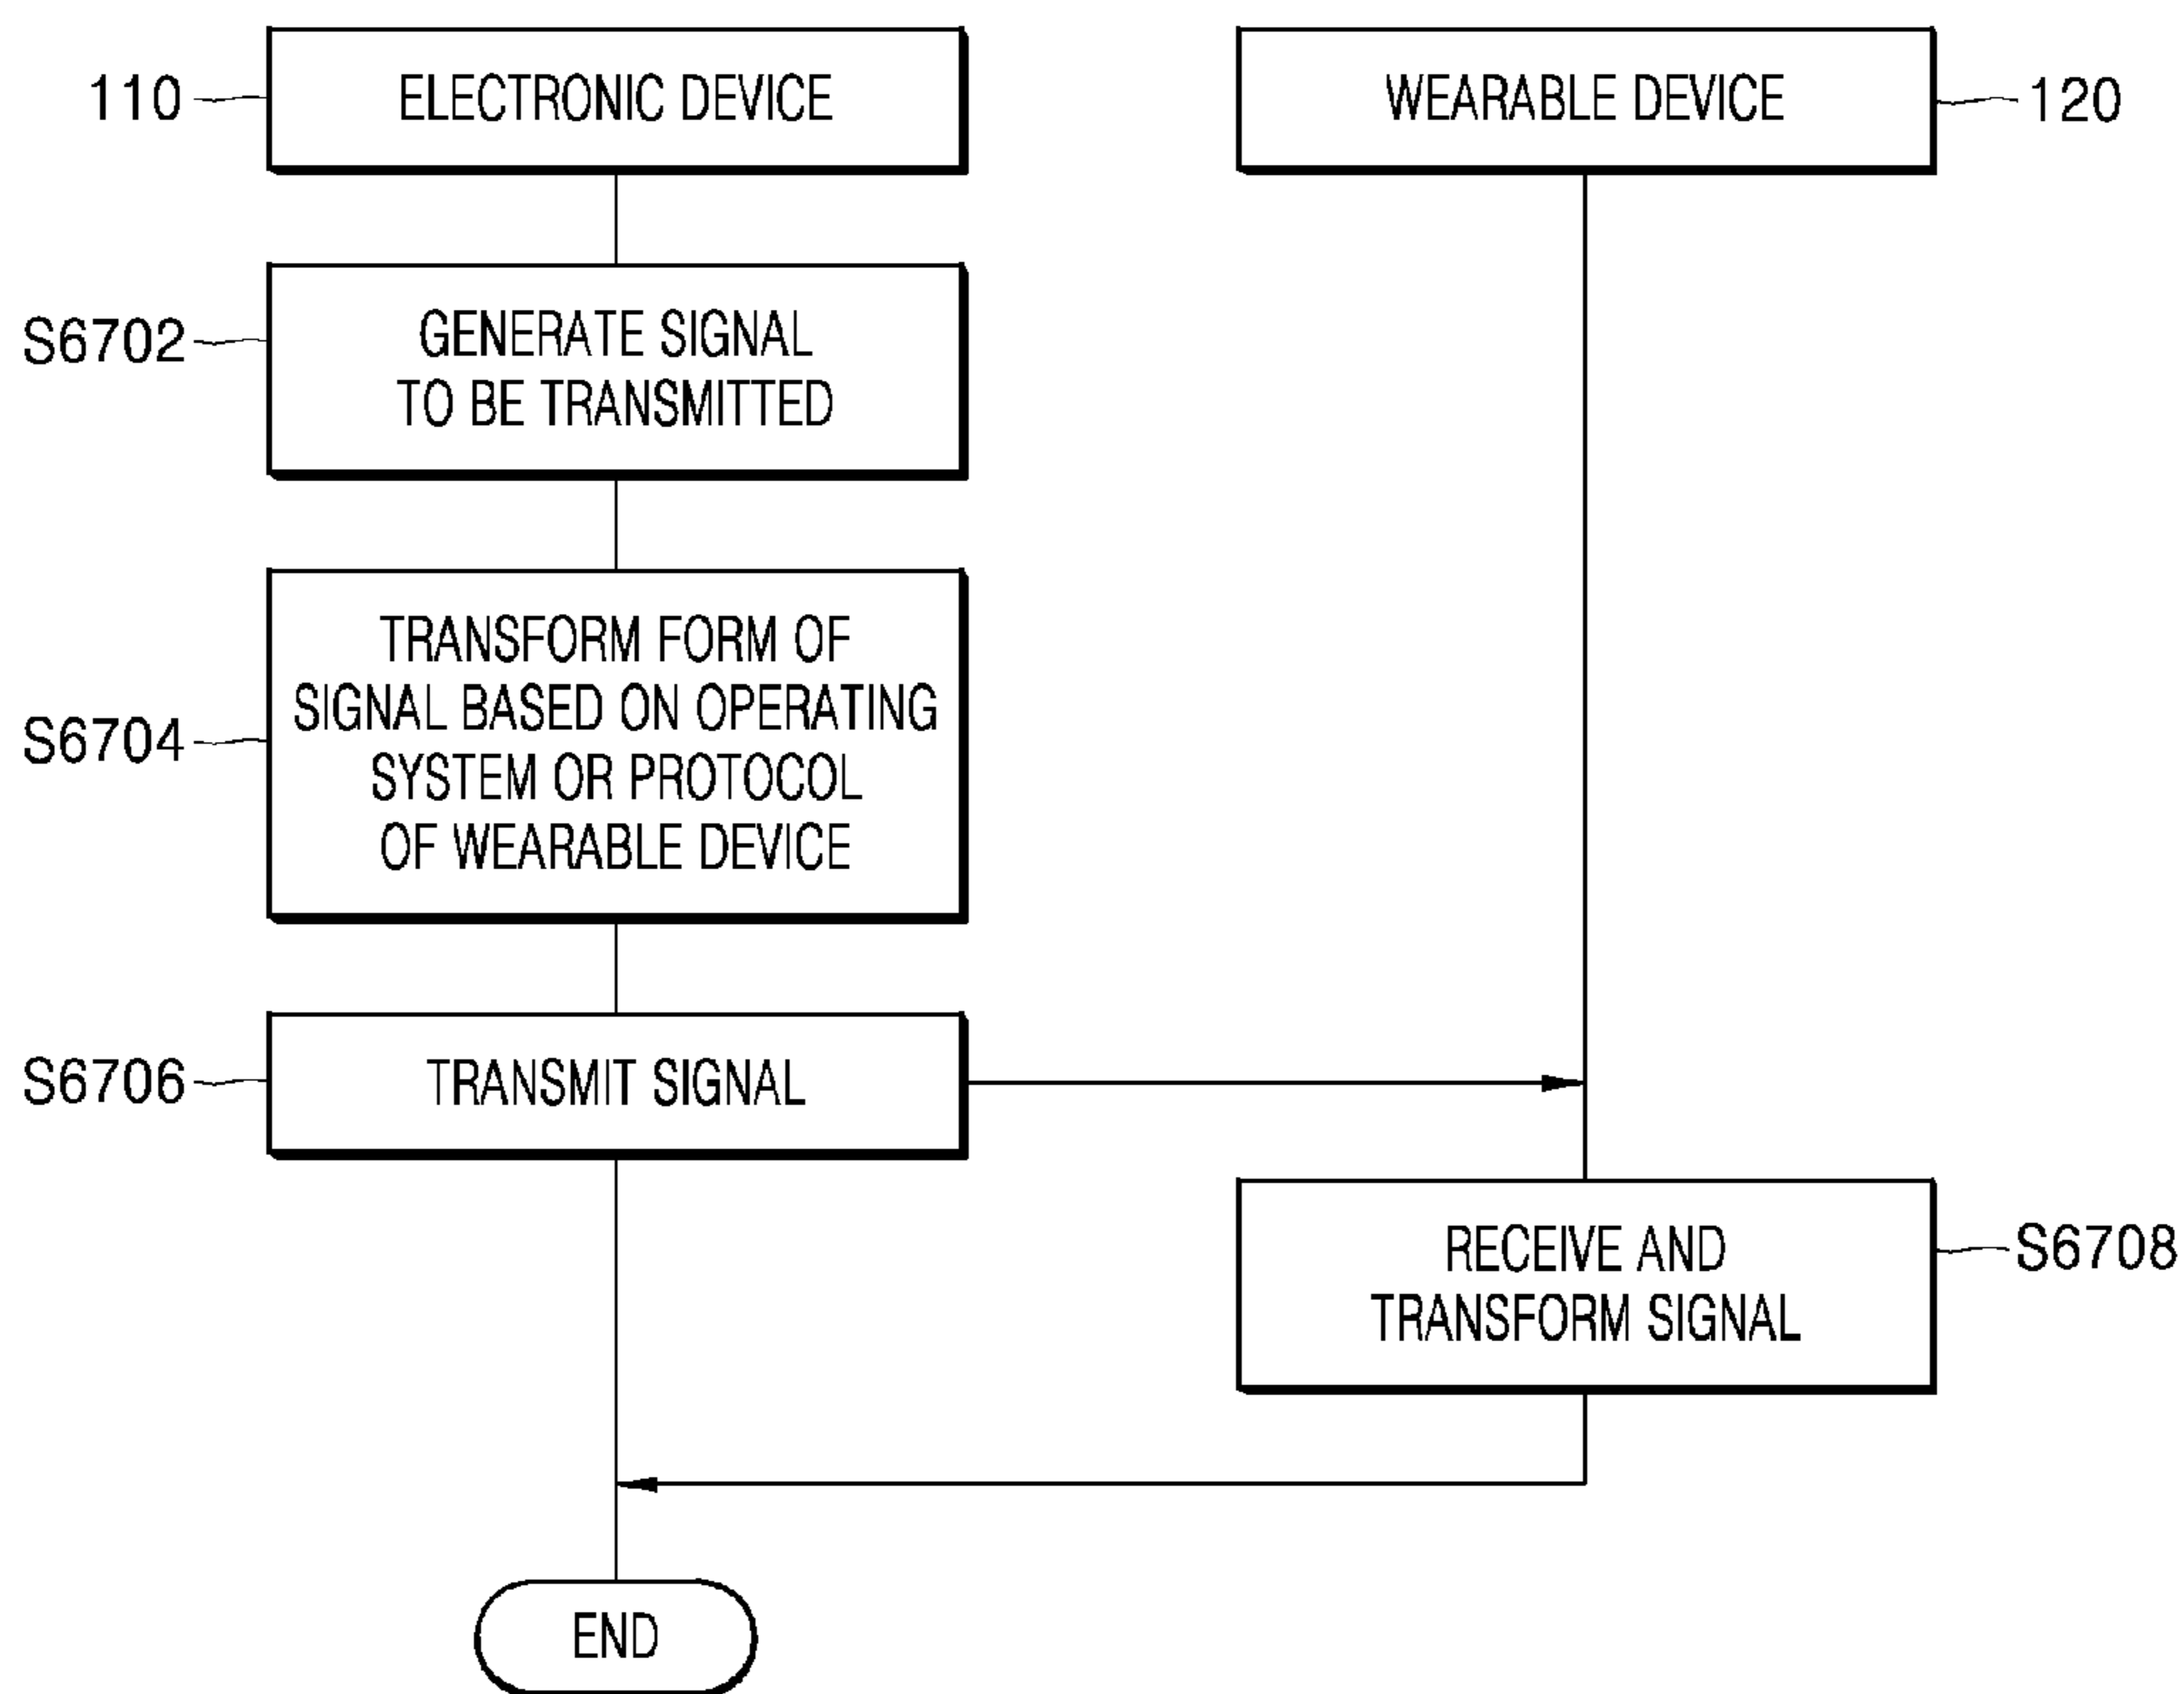 110
ELECTRONIC DEVICE
WEARABLE DEVICE
120
S6702
GENERATE SIGNAL
TO BE TRANSMITTED
S6704
TRANSFORM FORM OF
SIGNAL BASED ON OPERATING
SYSTEM OR PROTOCOL
OF WEARABLE DEVICE
S6706
TRANSMIT SIGNAL
RECEIVE AND
TRANSFORM SIGNAL
S6708
END